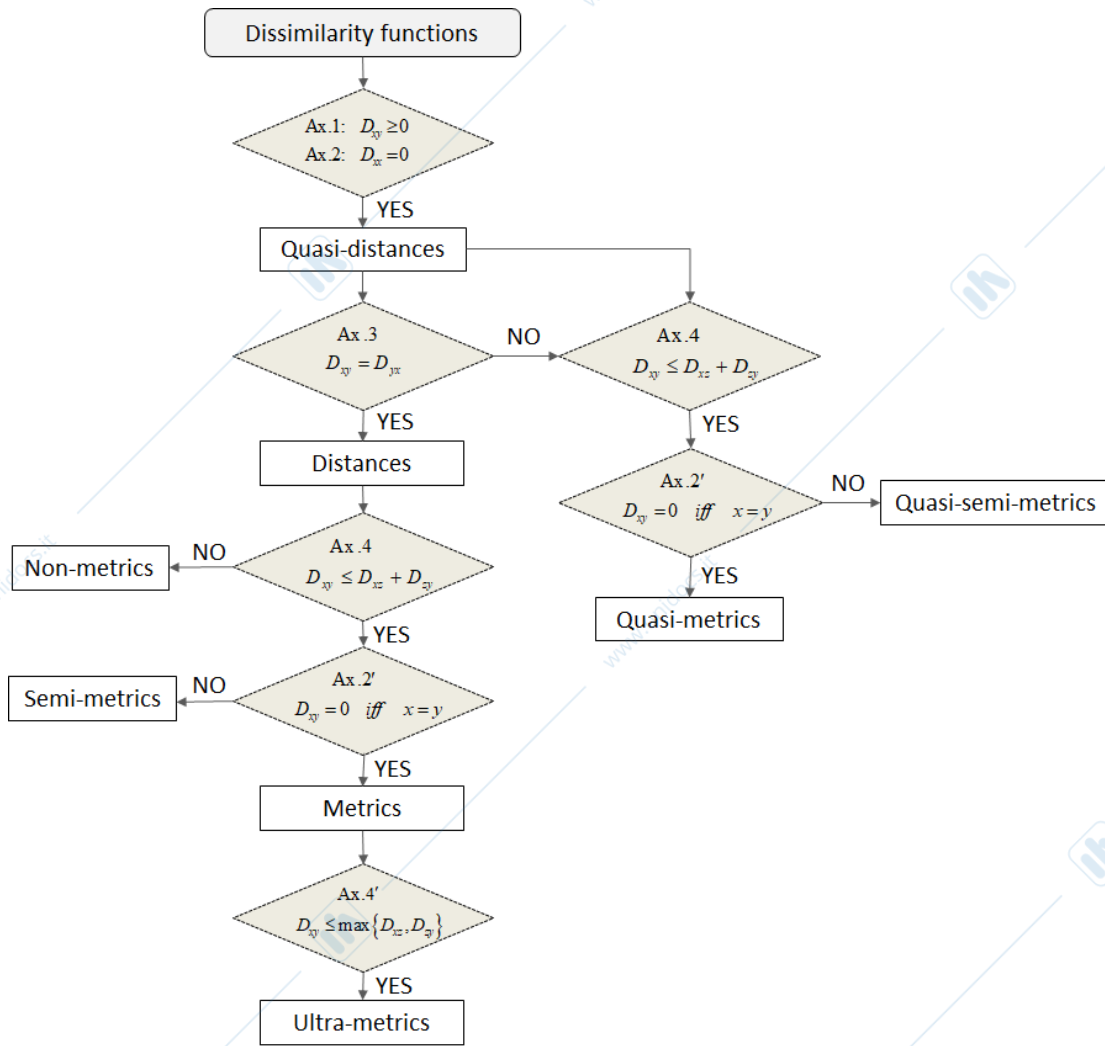 Dissimilarity functions
Ax.1: D_xy ≥0
Ax.2: D_xx =0
YES
Quasi-distances
Ax.3
D_xy = D_yx
NO
Ax.4
D_xy ≤ D_xz + D_zy
YES
YES
Distances
Ax.2′
D_xy =0 iff x=y
NO
Quasi-semi-metrics
Ax.4
D_xy ≤ D_xz + D_zy
NO
Non-metrics
YES
Quasi-metrics
YES
Ax.2′
D_xy =0 iff x=y
NO
Semi-metrics
YES
Metrics
Ax.4′
D_xy ≤ max{D_xz, D_zy}
YES
Ultra-metrics